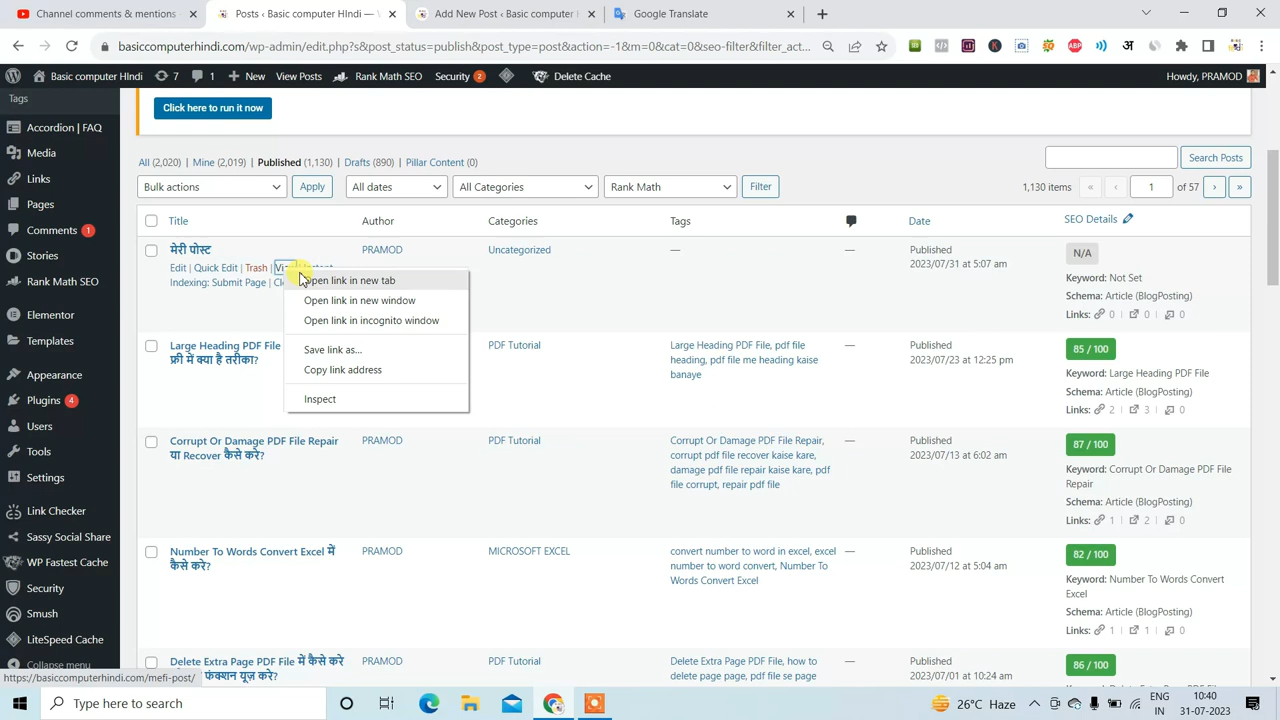 Channel comments & mentions
Posts ‹ Basic computer HIndi — W
Add New Post ‹ Basic computer H
Google Translate
basiccomputerhindi.com/wp-admin/edit.php?s&post_status=publish&post_type=post&action=-1&m=0&cat=0&seo-filter&filter_ac...
Basic computer HIndi
7
1
New
View Posts
Rank Math SEO
Security 2
Delete Cache
Howdy, PRAMOD
Tags
Accordion | FAQ
Media
Links
Pages
Comments 1
Stories
Rank Math SEO
Elementor
Templates
Appearance
Plugins 4
Users
Tools
Settings
Link Checker
Sassy Social Share
WP Fastest Cache
Security
Smush
LiteSpeed Cache
Collapse menu
Click here to run it now
All (2,020) | Mine (2,019) | Published (1,130) | Drafts (890) | Pillar Content (0)
Search Posts
Bulk actions
Apply
All dates
All Categories
Rank Math
Filter
1,130 items « ‹ 1 of 57 › »
Title Author Categories Tags Date SEO Details
मेरी पोस्ट
PRAMOD
Uncategorized
—
—
Published
2023/07/31 at 5:07 am
N/A
Keyword: Not Set
Schema: Article (BlogPosting)
Links: 0 | 0 | 0
Edit | Quick Edit | Trash |
Indexing: Submit Page |
Open link in new tab
Open link in new window
Open link in incognito window
Save link as...
Copy link address
Inspect
Large Heading PDF File
फ्री में क्या है तरीका?
PDF Tutorial
Large Heading PDF File, pdf file
heading, pdf file me heading kaise
banaye
—
Published
2023/07/23 at 12:25 pm
85 / 100
Keyword: Large Heading PDF File
Schema: Article (BlogPosting)
Links: 2 | 3 | 0
Corrupt Or Damage PDF File Repair
या Recover कैसे करे?
PRAMOD
PDF Tutorial
Corrupt Or Damage PDF File Repair,
corrupt pdf file recover kaise kare,
damage pdf file repair kaise kare, pdf
file corrupt, repair pdf file
—
Published
2023/07/13 at 6:02 am
87 / 100
Keyword: Corrupt Or Damage PDF File
Repair
Schema: Article (BlogPosting)
Links: 1 | 2 | 0
Number To Words Convert Excel में
कैसे करे?
PRAMOD
MICROSOFT EXCEL
convert number to word in excel, excel
number to word convert, Number To
Words Convert Excel
—
Published
2023/07/12 at 5:04 am
82 / 100
Keyword: Number To Words Convert
Excel
Schema: Article (BlogPosting)
Links: 1 | 1 | 0
Delete Extra Page PDF File में कैसे करे
फंक्शन यूज़ करे?
PRAMOD
PDF Tutorial
Delete Extra Page PDF File, how to
delete page page, pdf file se page
—
Published
2023/07/01 at 10:24 am
86 / 100
https://basiccomputerhindi.com/mefi-post/
Type here to search
26°C Haze
ENG
IN
10:40
31-07-2023